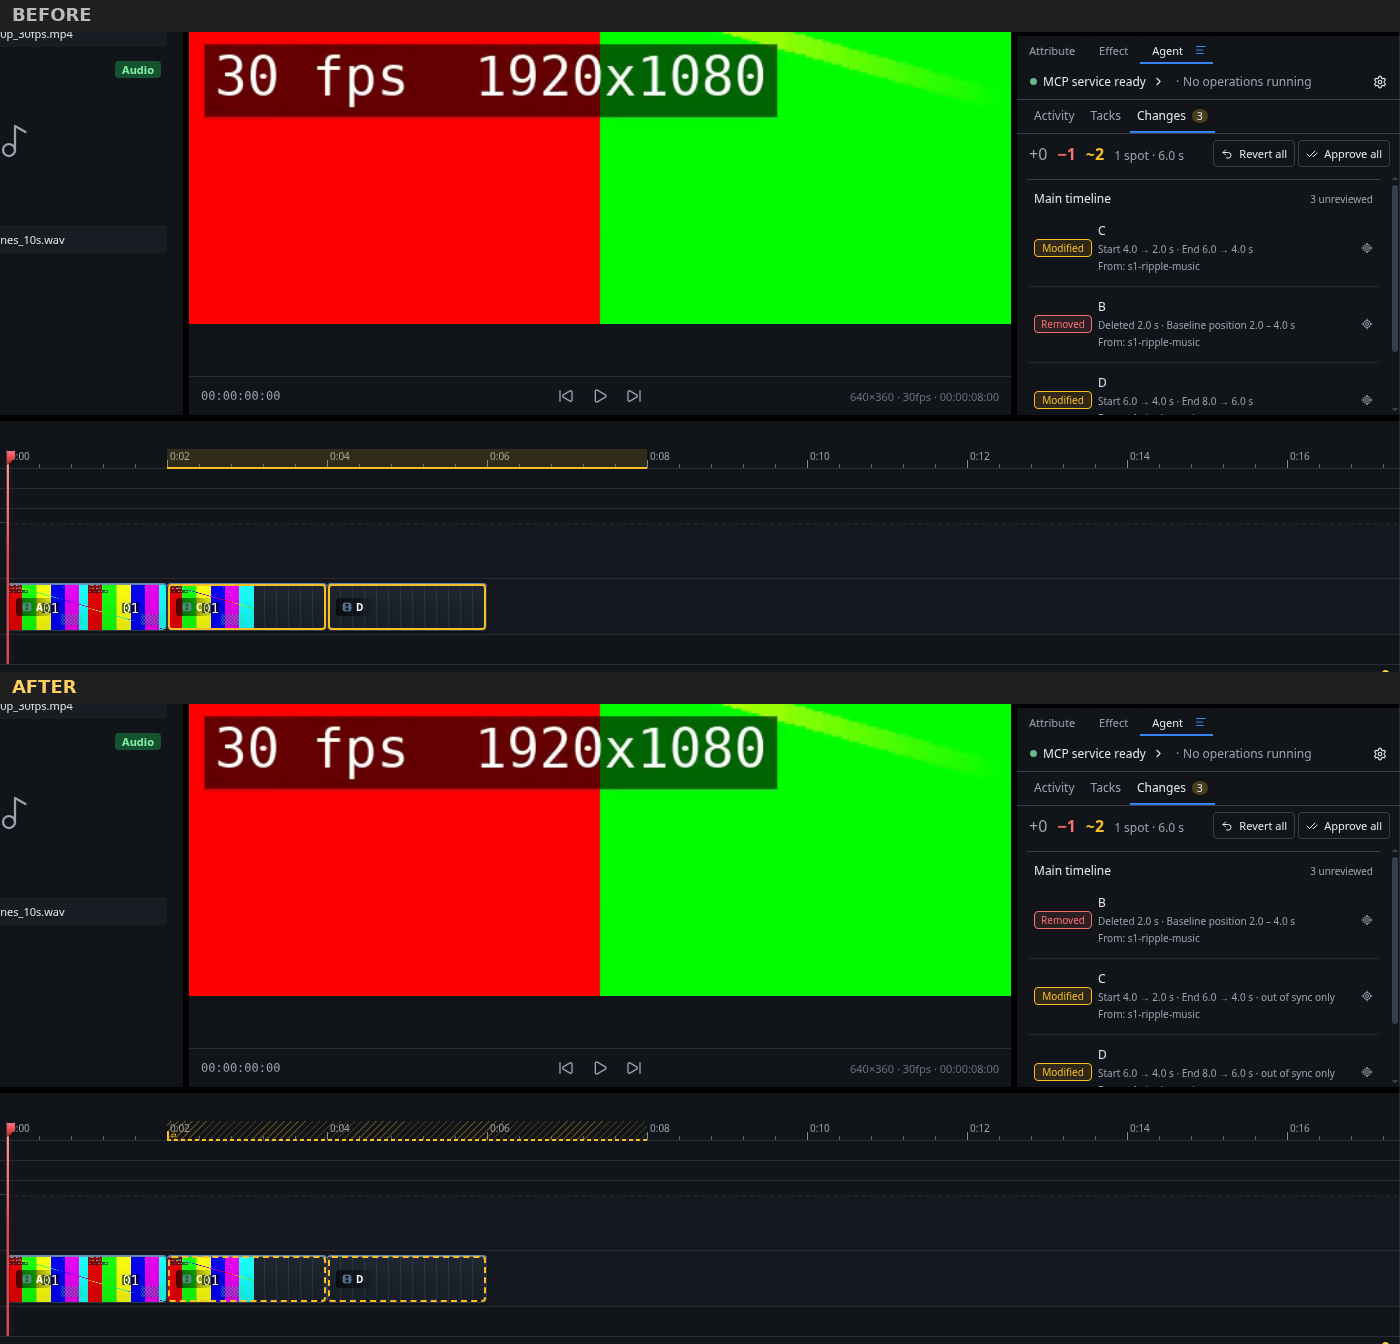 BEFORE
0p_30fps.mp4
Audio
nes_10s.wav
30 fps 1920x1080
00:00:00:00
640×360 · 30fps · 00:00:08:00
Attribute Effect Agent
MCP service ready · No operations running
Activity Tacks Changes 3
+0 −1 ~2 1 spot · 6.0 s Revert all Approve all
Main timeline 3 unreviewed
C
Modified Start 4.0 → 2.0 s · End 6.0 → 4.0 s
From: s1-ripple-music
B
Removed Deleted 2.0 s · Baseline position 2.0 – 4.0 s
From: s1-ripple-music
D
Modified Start 6.0 → 4.0 s · End 8.0 → 6.0 s
:00 0:02 0:04 0:06 0:08 0:10 0:12 0:14 0:16
A 01 01 C 01 D
AFTER
0p_30fps.mp4
Audio
nes_10s.wav
30 fps 1920x1080
00:00:00:00
640×360 · 30fps · 00:00:08:00
Attribute Effect Agent
MCP service ready · No operations running
Activity Tacks Changes 3
+0 −1 ~2 1 spot · 6.0 s Revert all Approve all
Main timeline 3 unreviewed
B
Removed Deleted 2.0 s · Baseline position 2.0 – 4.0 s
From: s1-ripple-music
C
Modified Start 4.0 → 2.0 s · End 6.0 → 4.0 s · out of sync only
From: s1-ripple-music
D
Modified Start 6.0 → 4.0 s · End 8.0 → 6.0 s · out of sync only
:00 0:02 0:04 0:06 0:08 0:10 0:12 0:14 0:16
A 01 01 C 01 D